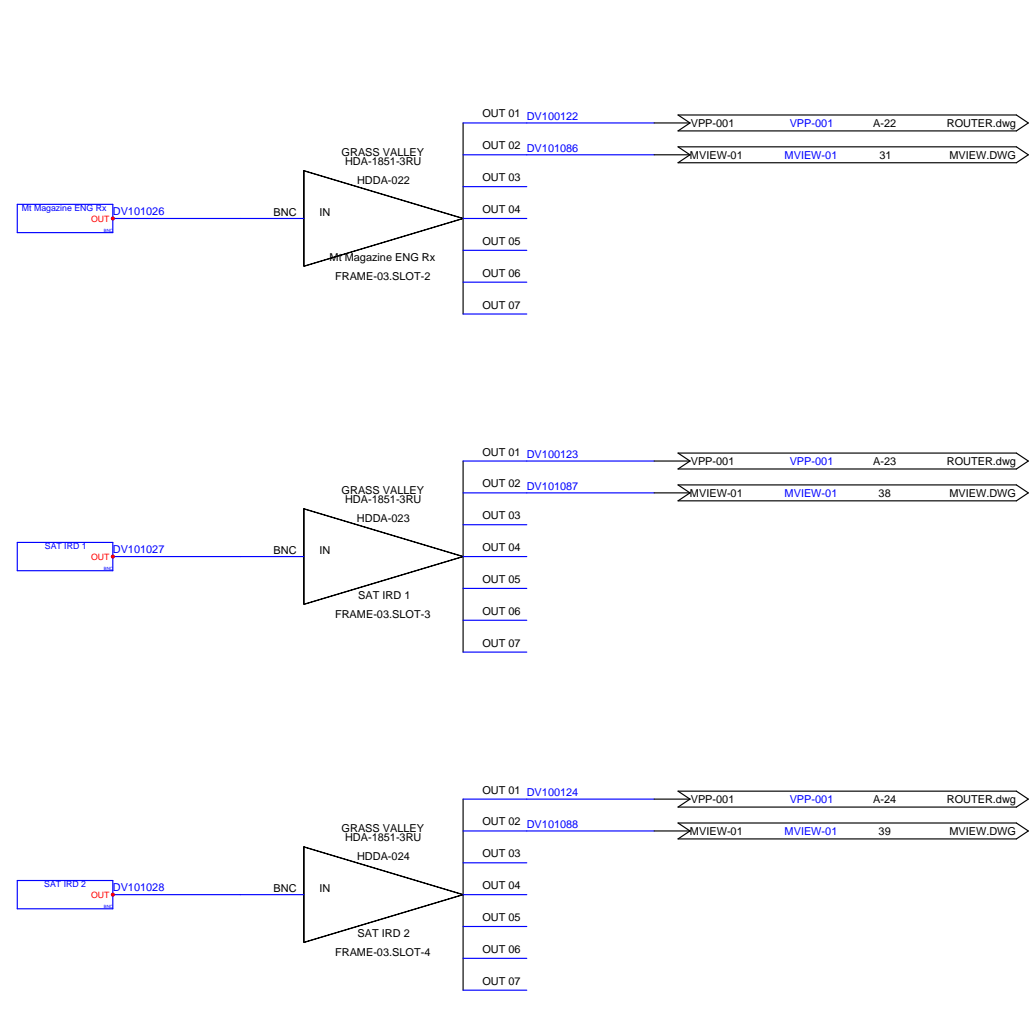 OUT 01 DV100122 VPP-001 VPP-001 A-22 ROUTER.dwg
OUT 02 DV101086 MVIEW-01 MVIEW-01 31 MVIEW.DWG
GRASS VALLEY
HDA-1851-3RU
HDDA-022
OUT 03
Mt Magazine ENG Rx
OUT
BNC
DV101026
BNC
IN
OUT 04
OUT 05
Mt Magazine ENG Rx
FRAME-03.SLOT-2
OUT 06
OUT 07
OUT 01 DV100123 VPP-001 VPP-001 A-23 ROUTER.dwg
OUT 02 DV101087 MVIEW-01 MVIEW-01 38 MVIEW.DWG
GRASS VALLEY
HDA-1851-3RU
HDDA-023
OUT 03
SAT IRD 1
OUT
BNC
DV101027
BNC
IN
OUT 04
OUT 05
SAT IRD 1
FRAME-03.SLOT-3
OUT 06
OUT 07
OUT 01 DV100124 VPP-001 VPP-001 A-24 ROUTER.dwg
OUT 02 DV101088 MVIEW-01 MVIEW-01 39 MVIEW.DWG
GRASS VALLEY
HDA-1851-3RU
HDDA-024
OUT 03
SAT IRD 2
OUT
BNC
DV101028
BNC
IN
OUT 04
OUT 05
SAT IRD 2
FRAME-03.SLOT-4
OUT 06
OUT 07